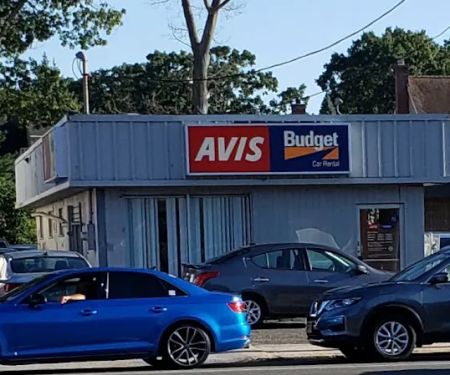 AVIS
Budget
Car Rental